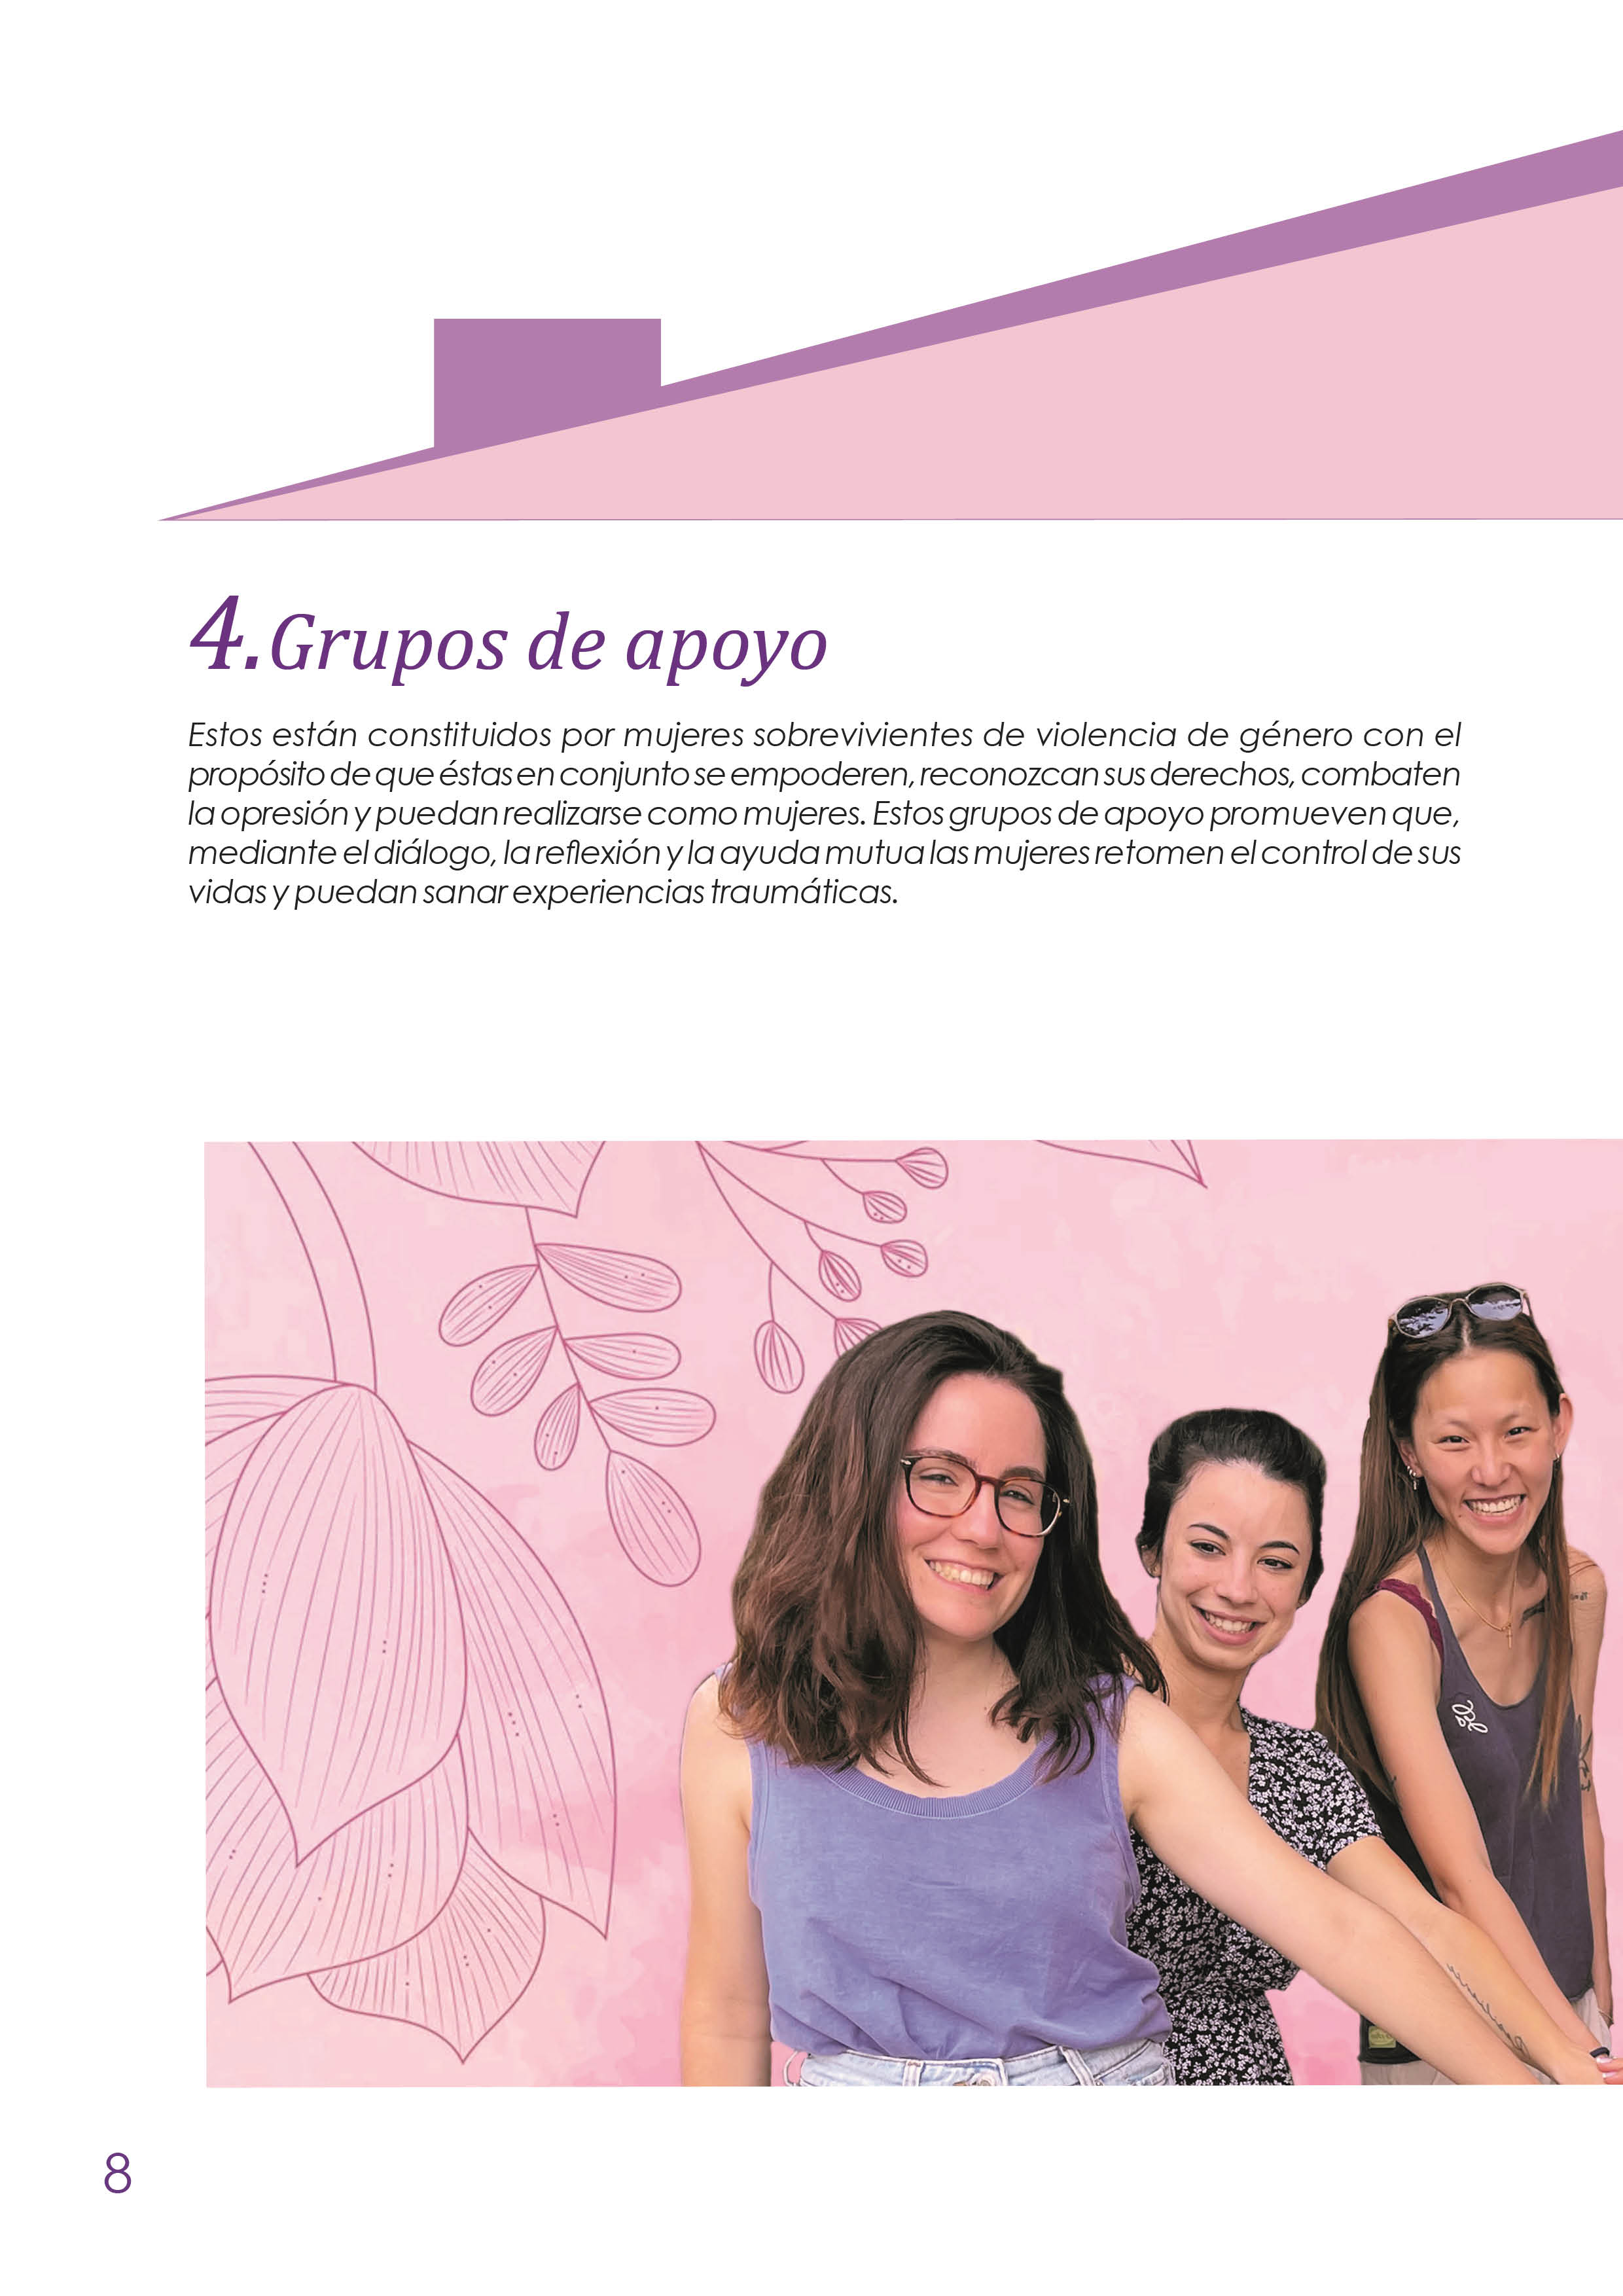 4.Grupos de apoyo
Estos están constituidos por mujeres sobrevivientes de violencia de género con el
propósito de que éstas en conjunto se empoderen, reconozcan sus derechos, combaten
la opresión y puedan realizarse como mujeres. Estos grupos de apoyo promueven que,
mediante el diálogo, la reflexión y la ayuda mutua las mujeres retomen el control de sus
vidas y puedan sanar experiencias traumáticas.
8